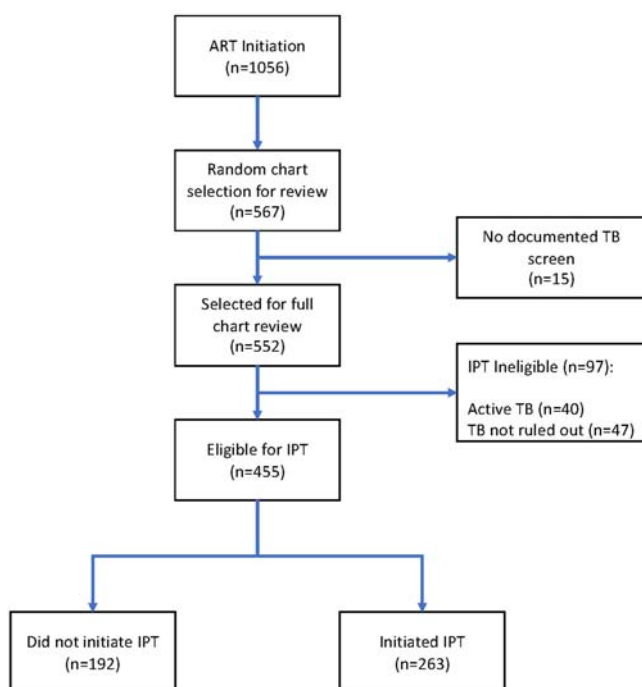 ART Initiation
(n=1056)
Random chart
selection for review
(n=567)
No documented TB
screen
(n=15)
Selected for full
chart review
(n=552)
IPT Ineligible (n=97):
Active TB (n=40)
TB not ruled out (n=47)
Eligible for IPT
(n=455)
Did not initiate IPT
(n=192)
Initiated IPT
(n=263)